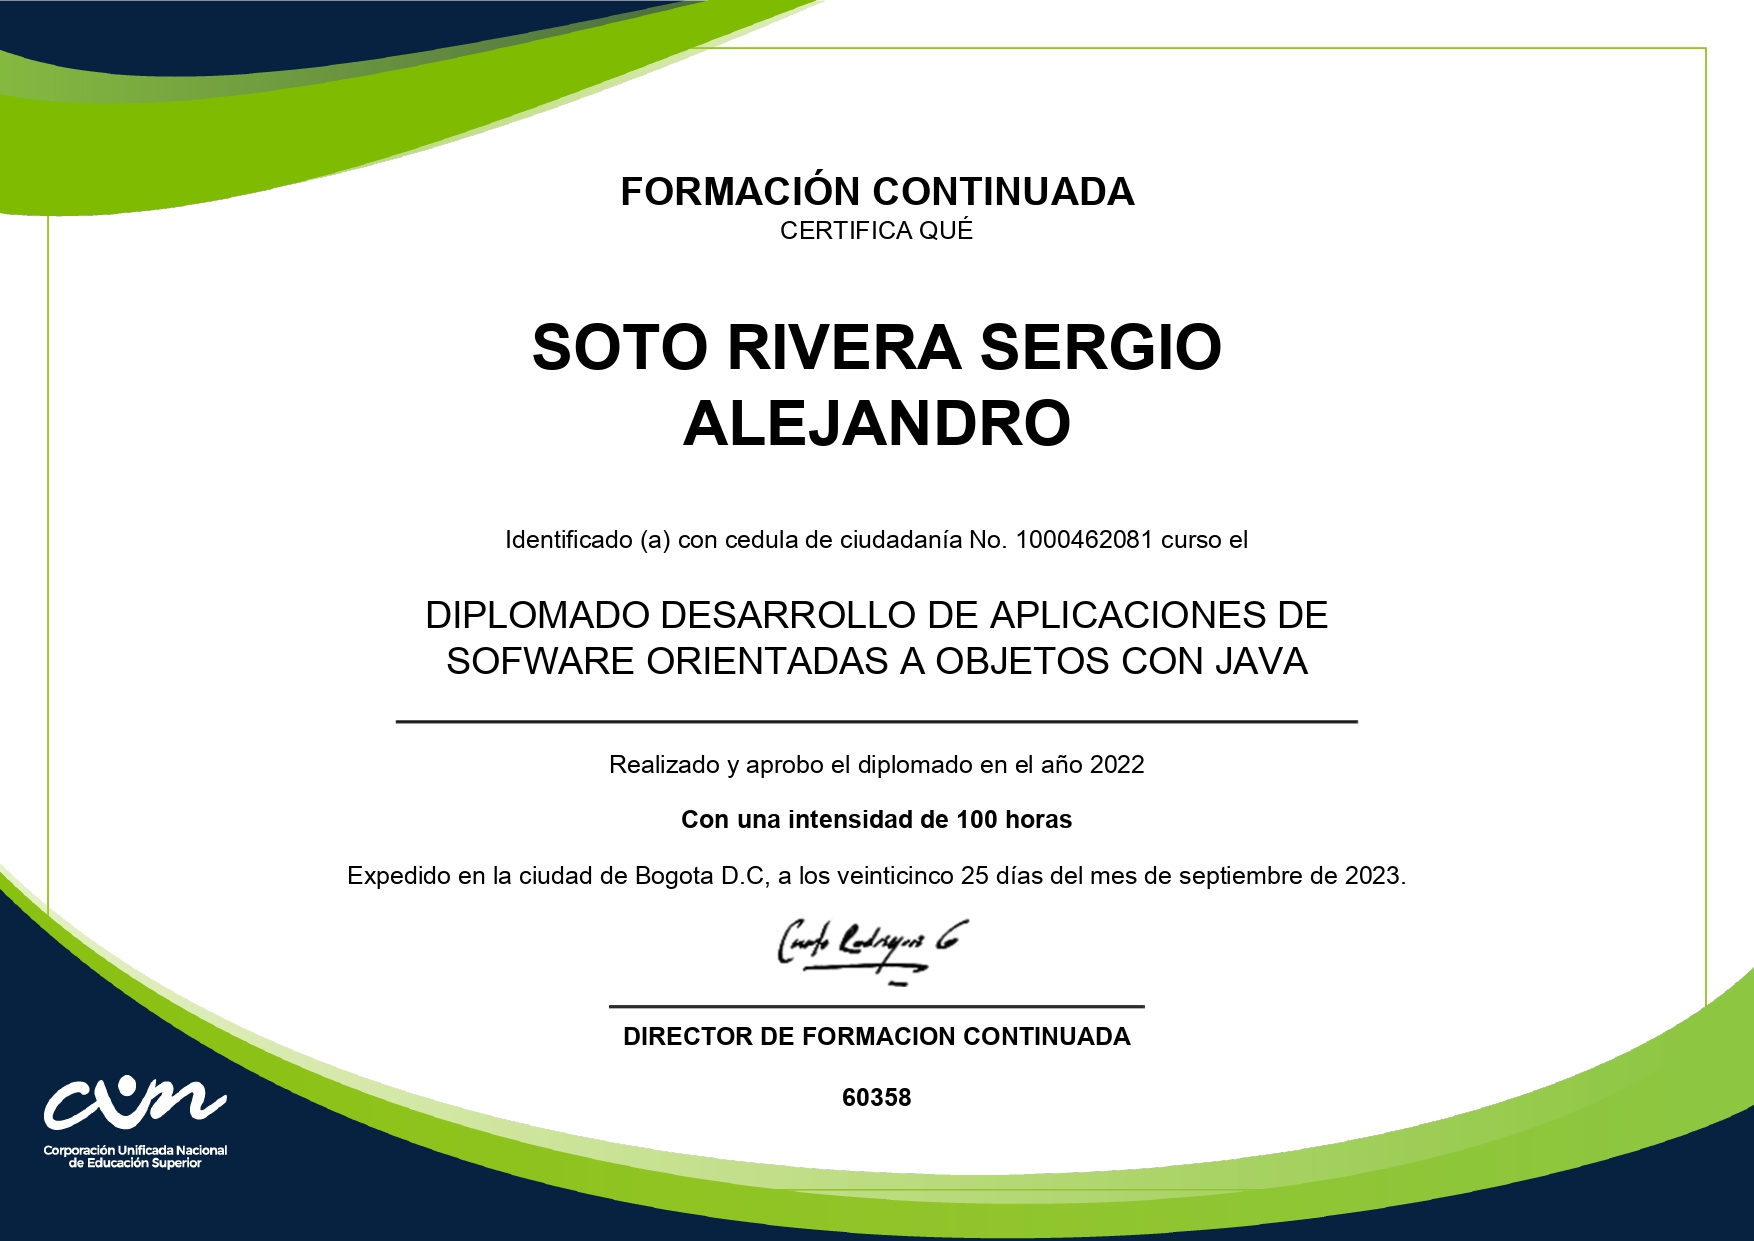 FORMACIÓN CONTINUADA
CERTIFICA QUÉ
SOTO RIVERA SERGIO
ALEJANDRO
Identificado (a) con cedula de ciudadanía No. 1000462081 curso el
DIPLOMADO DESARROLLO DE APLICACIONES DE
SOFWARE ORIENTADAS A OBJETOS CON JAVA
Realizado y aprobo el diplomado en el año 2022
Con una intensidad de 100 horas
Expedido en la ciudad de Bogota D.C, a los veinticinco 25 días del mes de septiembre de 2023.
DIRECTOR DE FORMACION CONTINUADA
60358
cun
Corporación Unificada Nacional
de Educación Superior